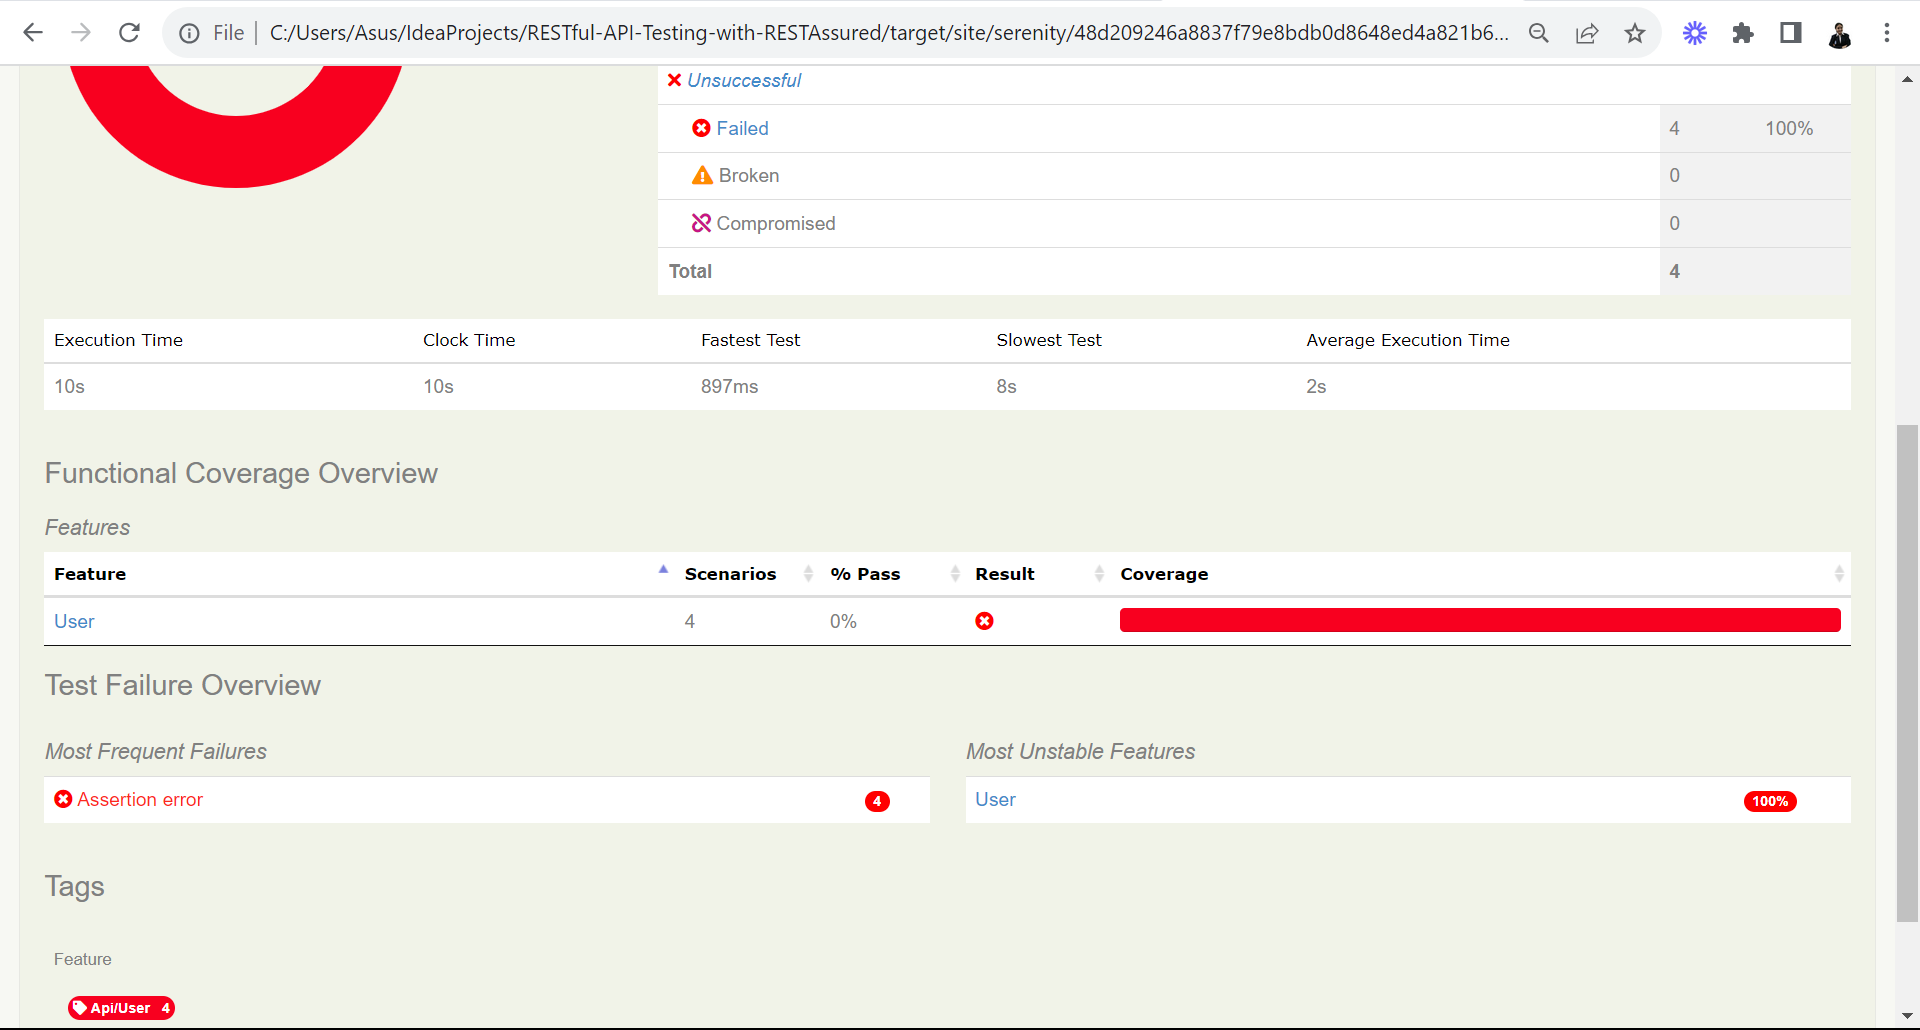 File
C:/Users/Asus/IdeaProjects/RESTful-API-Testing-with-RESTAssured/target/site/serenity/48d209246a8837f79e8bdb0d8648ed4a821b6...
Unsuccessful
Failed 4 100%
Broken 0
Compromised 0
Total 4
Execution Time Clock Time Fastest Test Slowest Test Average Execution Time
10s 10s 897ms 8s 2s
Functional Coverage Overview
Features
Feature Scenarios % Pass Result Coverage
User 4 0%
Test Failure Overview
Most Frequent Failures Most Unstable Features
Assertion error 4 User 100%
Tags
Feature
Api/User 4